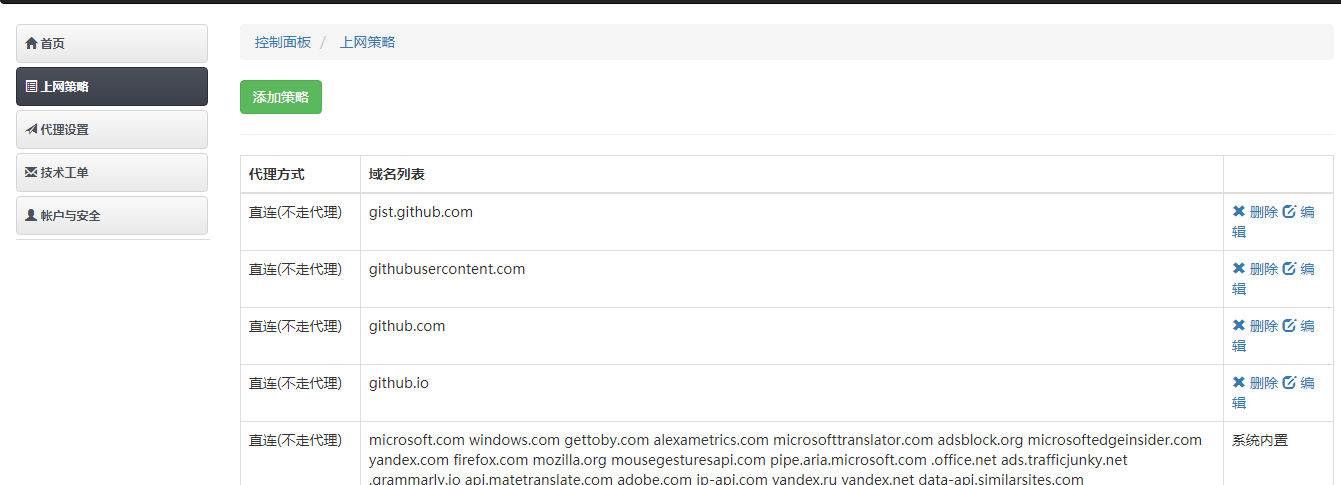 首页
上网策略
代理设置
技术工单
帐户与安全
控制面板 / 上网策略
添加策略
代理方式 域名列表
直连(不走代理) gist.github.com 删除 编
辑
直连(不走代理) githubusercontent.com 删除 编
辑
直连(不走代理) github.com 删除 编
辑
直连(不走代理) github.io 删除 编
辑
直连(不走代理) microsoft.com windows.com gettoby.com alexametrics.com microsofttranslator.com adsblock.org microsoftedgeinsider.com 系统内置
yandex.com firefox.com mozilla.org mousegesturesapi.com pipe.aria.microsoft.com .office.net ads.trafficjunky.net
.grammarly.io api.matetranslate.com adobe.com ip-api.com yandex.ru yandex.net data-api.similarsites.com